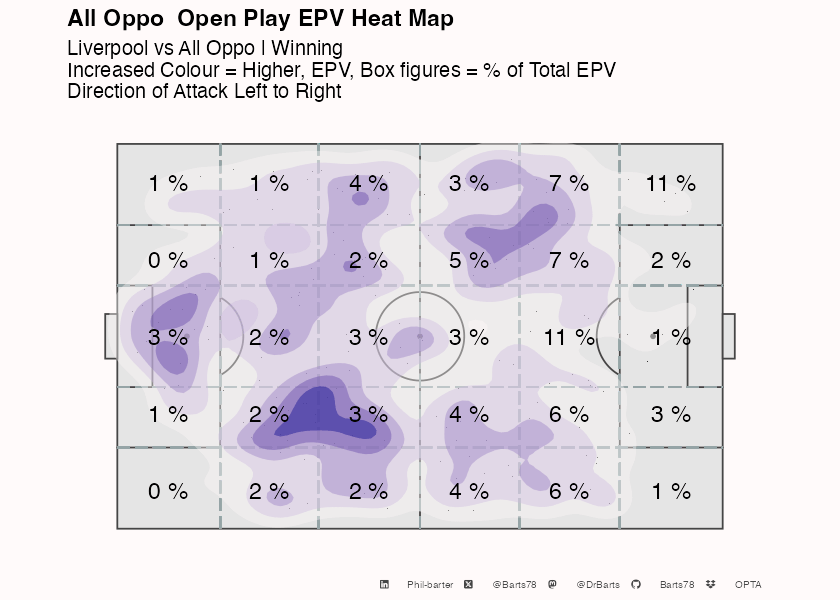 All Oppo  Open Play EPV Heat Map
Liverpool vs All Oppo | Winning
Increased Colour = Higher, EPV, Box figures = % of Total EPV
Direction of Attack Left to Right
1 % 1 % 4 % 3 % 7 % 11 %
0 % 1 % 2 % 5 % 7 % 2 %
3 % 2 % 3 % 3 % 11 % 1 %
1 % 2 % 3 % 4 % 6 % 3 %
0 % 2 % 2 % 4 % 6 % 1 %
Phil-barter @Barts78 @DrBarts Barts78 OPTA